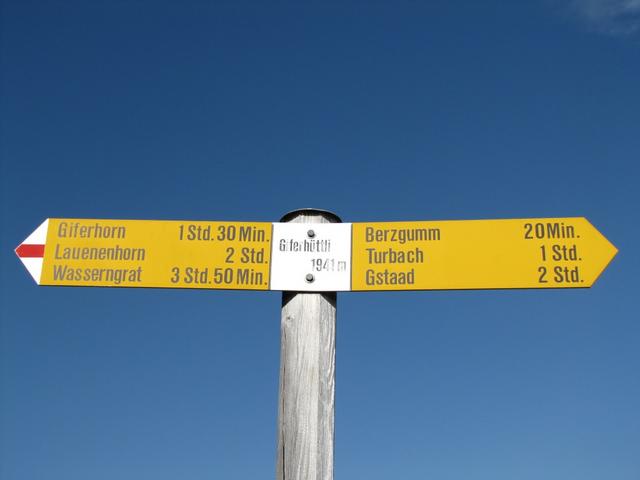 Giferhorn 1 Std. 30 Min.
Lauenenhorn 2 Std.
Wasserngrat 3 Std. 50 Min.
Giferhüttli
1941 m
Berzgumm 20 Min.
Turbach 1 Std.
Gstaad 2 Std.